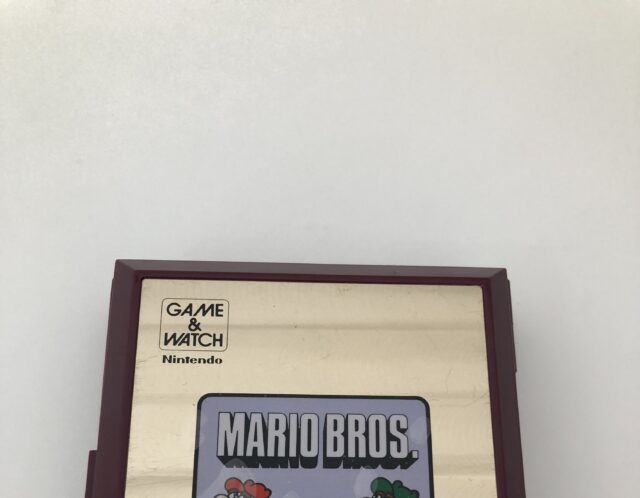 GAME
&
WATCH
Nintendo
MARIO BROS.